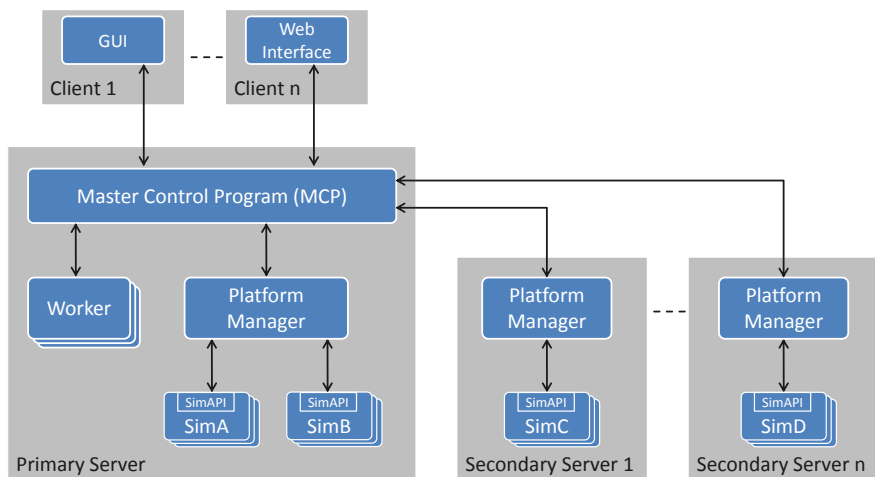 GUI
Web
Interface
Client 1
Client n
Master Control Program (MCP)
Worker
Platform
Manager
Platform
Manager
Platform
Manager
SimAPI
SimA
SimAPI
SimB
SimAPI
SimC
SimAPI
SimD
Primary Server
Secondary Server 1
Secondary Server n